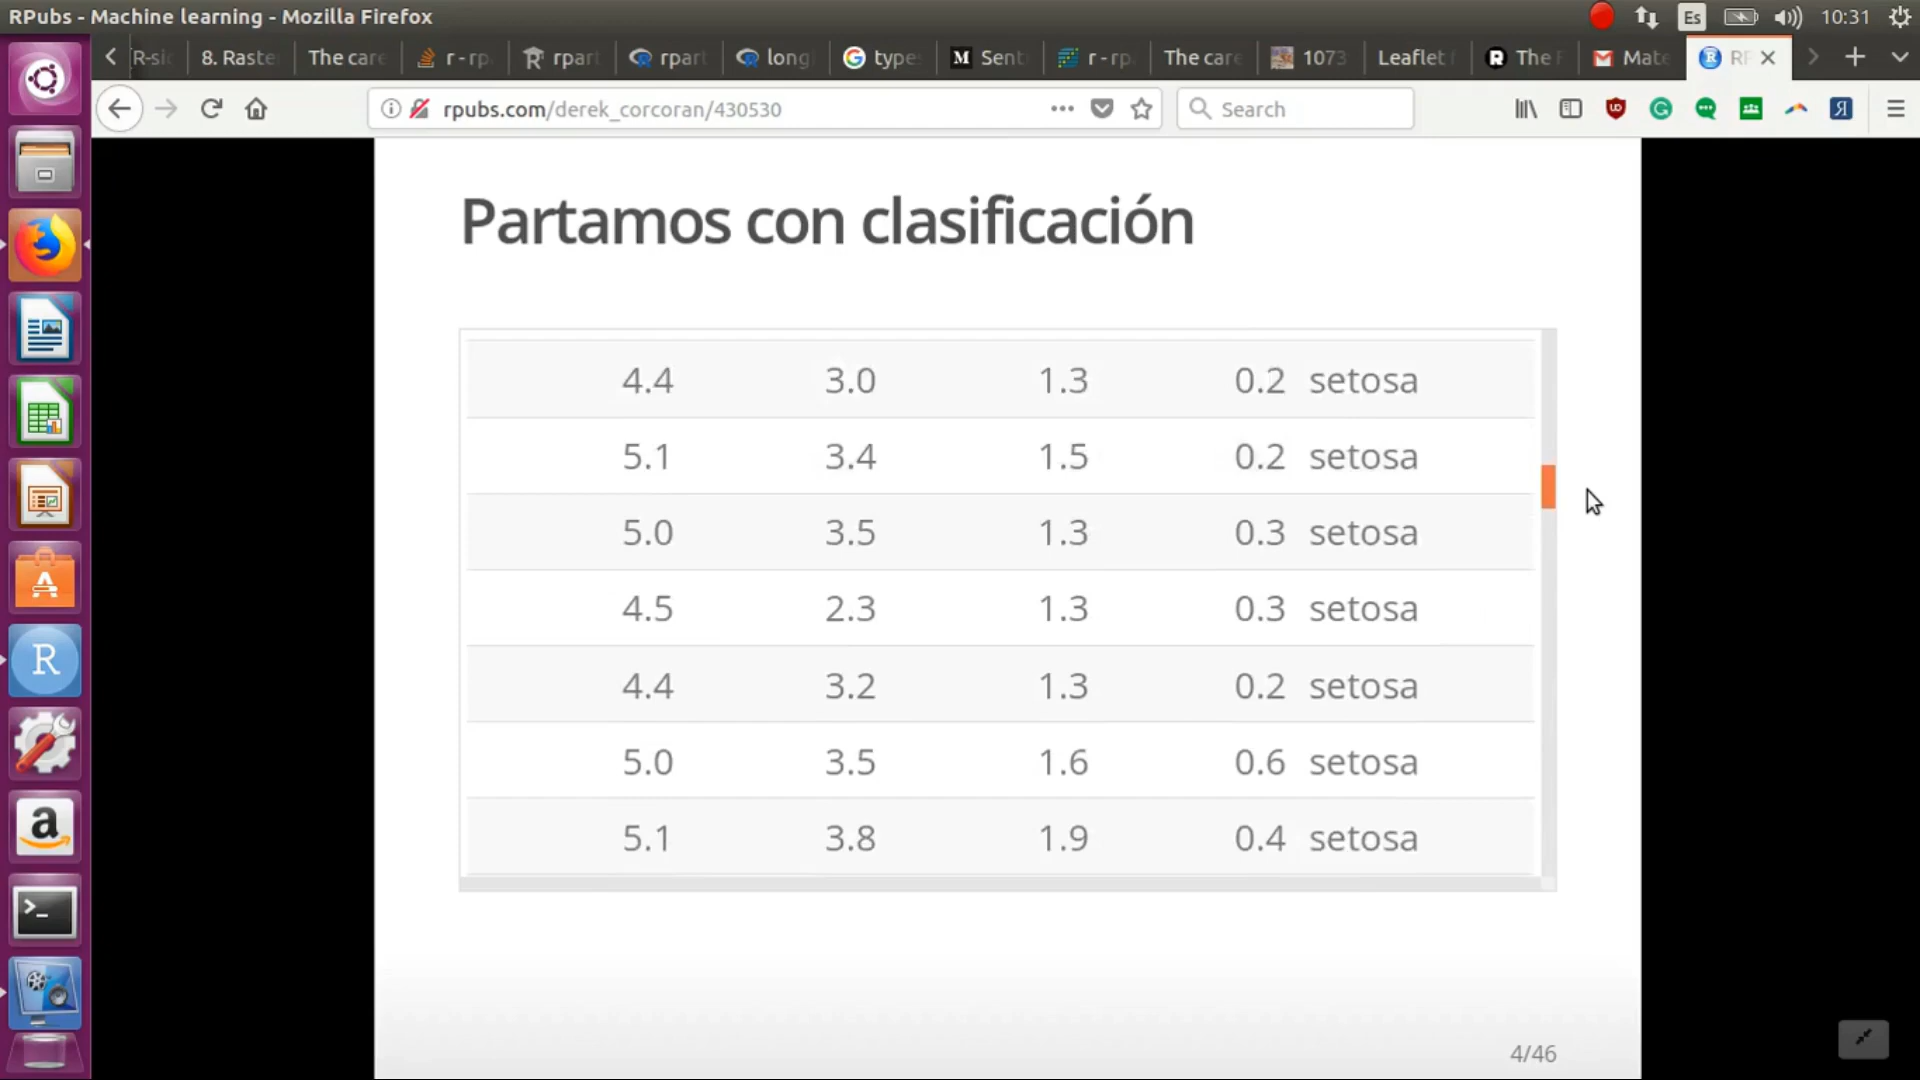 RPubs - Machine learning - Mozilla Firefox
Es
10:31
R-si
8. Raste
The care
r - rp
rpart
rpart
long
type
Sent
r - rp
The care
1073
Leaflet
The F
Mate
RF
rpubs.com/derek_corcoran/430530
Search
Partamos con clasificación
4.4 3.0 1.3 0.2 setosa
5.1 3.4 1.5 0.2 setosa
5.0 3.5 1.3 0.3 setosa
4.5 2.3 1.3 0.3 setosa
4.4 3.2 1.3 0.2 setosa
5.0 3.5 1.6 0.6 setosa
5.1 3.8 1.9 0.4 setosa
4/46